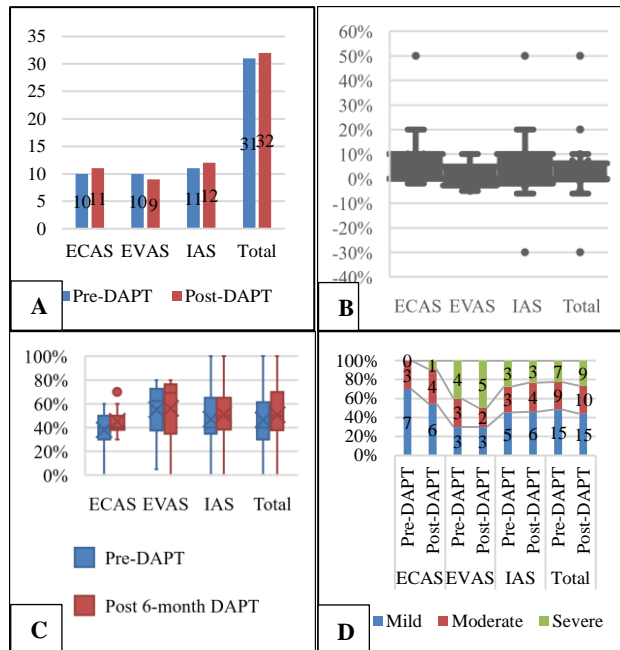 35
30
25
20
15
10
5
0
10 11 10 9 11 12 31 32
ECAS EVAS IAS Total
Pre-DAPT Post-DAPT
A
60%
50%
40%
30%
20%
10%
0%
-10%
-20%
-30%
-40%
ECAS EVAS IAS Total
B
100%
80%
60%
40%
20%
0%
ECAS EVAS IAS Total
Pre-DAPT
Post 6-month DAPT
C
100%
80%
60%
40%
20%
0%
0 1 4 5 3 3 7 9
3 4 3 2 3 4 9 10
7 6 3 3 5 6 15 15
Pre-DAPT Post-DAPT Pre-DAPT Post-DAPT Pre-DAPT Post-DAPT Pre-DAPT Post-DAPT
ECAS EVAS IAS Total
Mild Moderate Severe
D